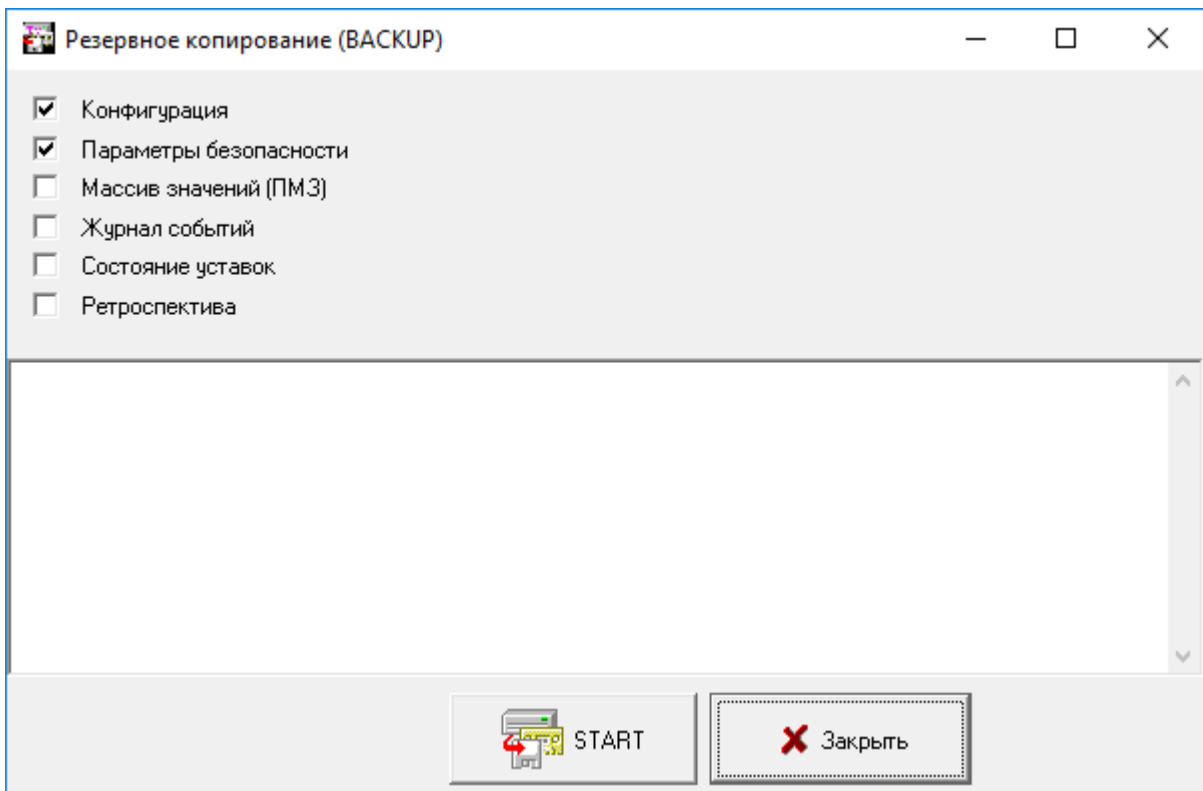 Резервное копирование (BACKUP)
Конфигурация
Параметры безопасности
Массив значений (ПМЗ)
Журнал событий
Состояние уставок
Ретроспектива
START
Закрыть